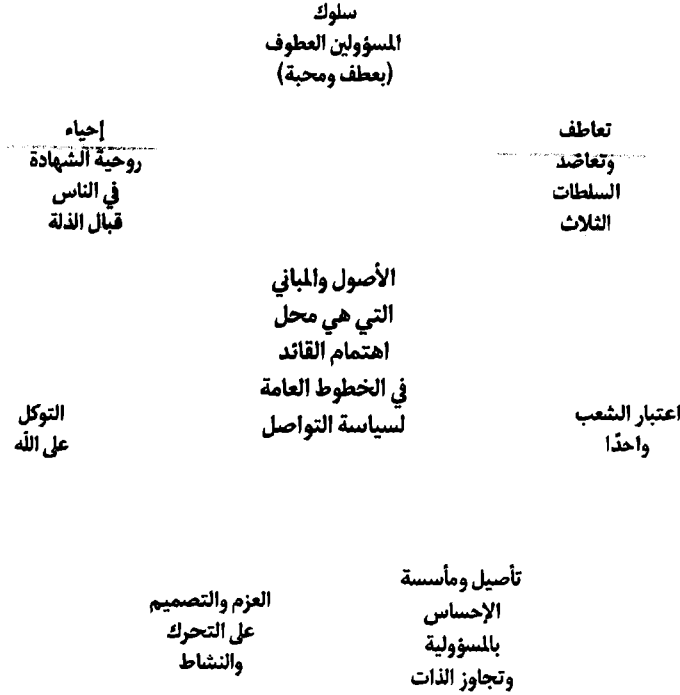 سلوك
المسؤولين العطوف
(بعطف ومحبة)
تعاطف
وتعاضد
السلطات
الثلاث
إحياء
روحية الشهادة
في الناس
قبال الذلة
الأصول والمباني
التي هي محل
اهتمام القائد
في الخطوط العامة
لسياسة التواصل
اعتبار الشعب
واحدًا
التوكل
على الله
تأصيل ومأسسة
الإحساس
بالمسؤولية
وتجاوز الذات
العزم والتصميم
على التحرك
والنشاط